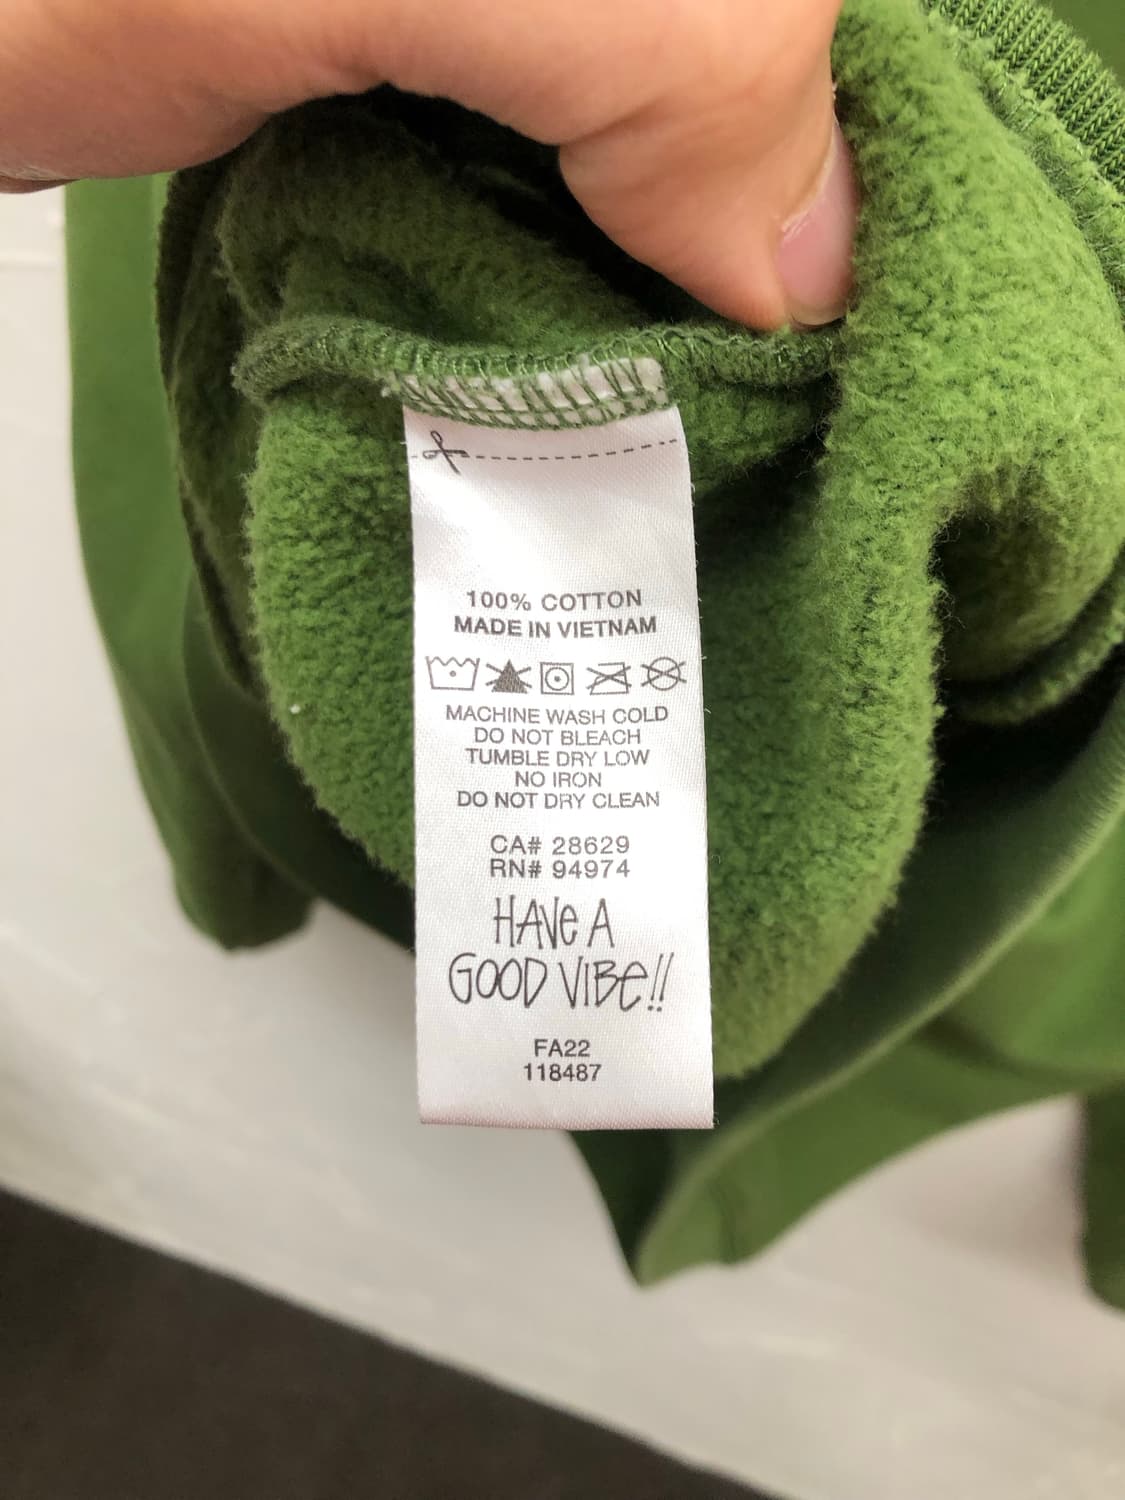 100% COTTON
MADE IN VIETNAM
MACHINE WASH COLD
DO NOT BLEACH
TUMBLE DRY LOW
NO IRON
DO NOT DRY CLEAN
CA# 28629
RN# 94974
HAVe A
GOOD VIBe!!
FA22
118487